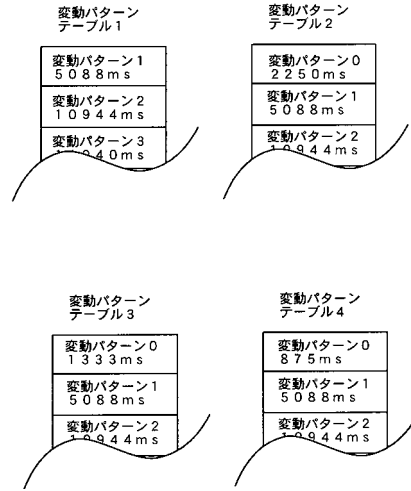 変動パターン
テーブル1
変動パターン1
5088ms
変動パターン2
10944ms
変動パターン3
変動パターン
テーブル2
変動パターン0
2250ms
変動パターン1
5088ms
変動パターン2
10944ms
変動パターン
テーブル3
変動パターン0
1333ms
変動パターン1
5088ms
変動パターン2
10944ms
変動パターン
テーブル4
変動パターン0
875ms
変動パターン1
5088ms
変動パターン2
10944ms